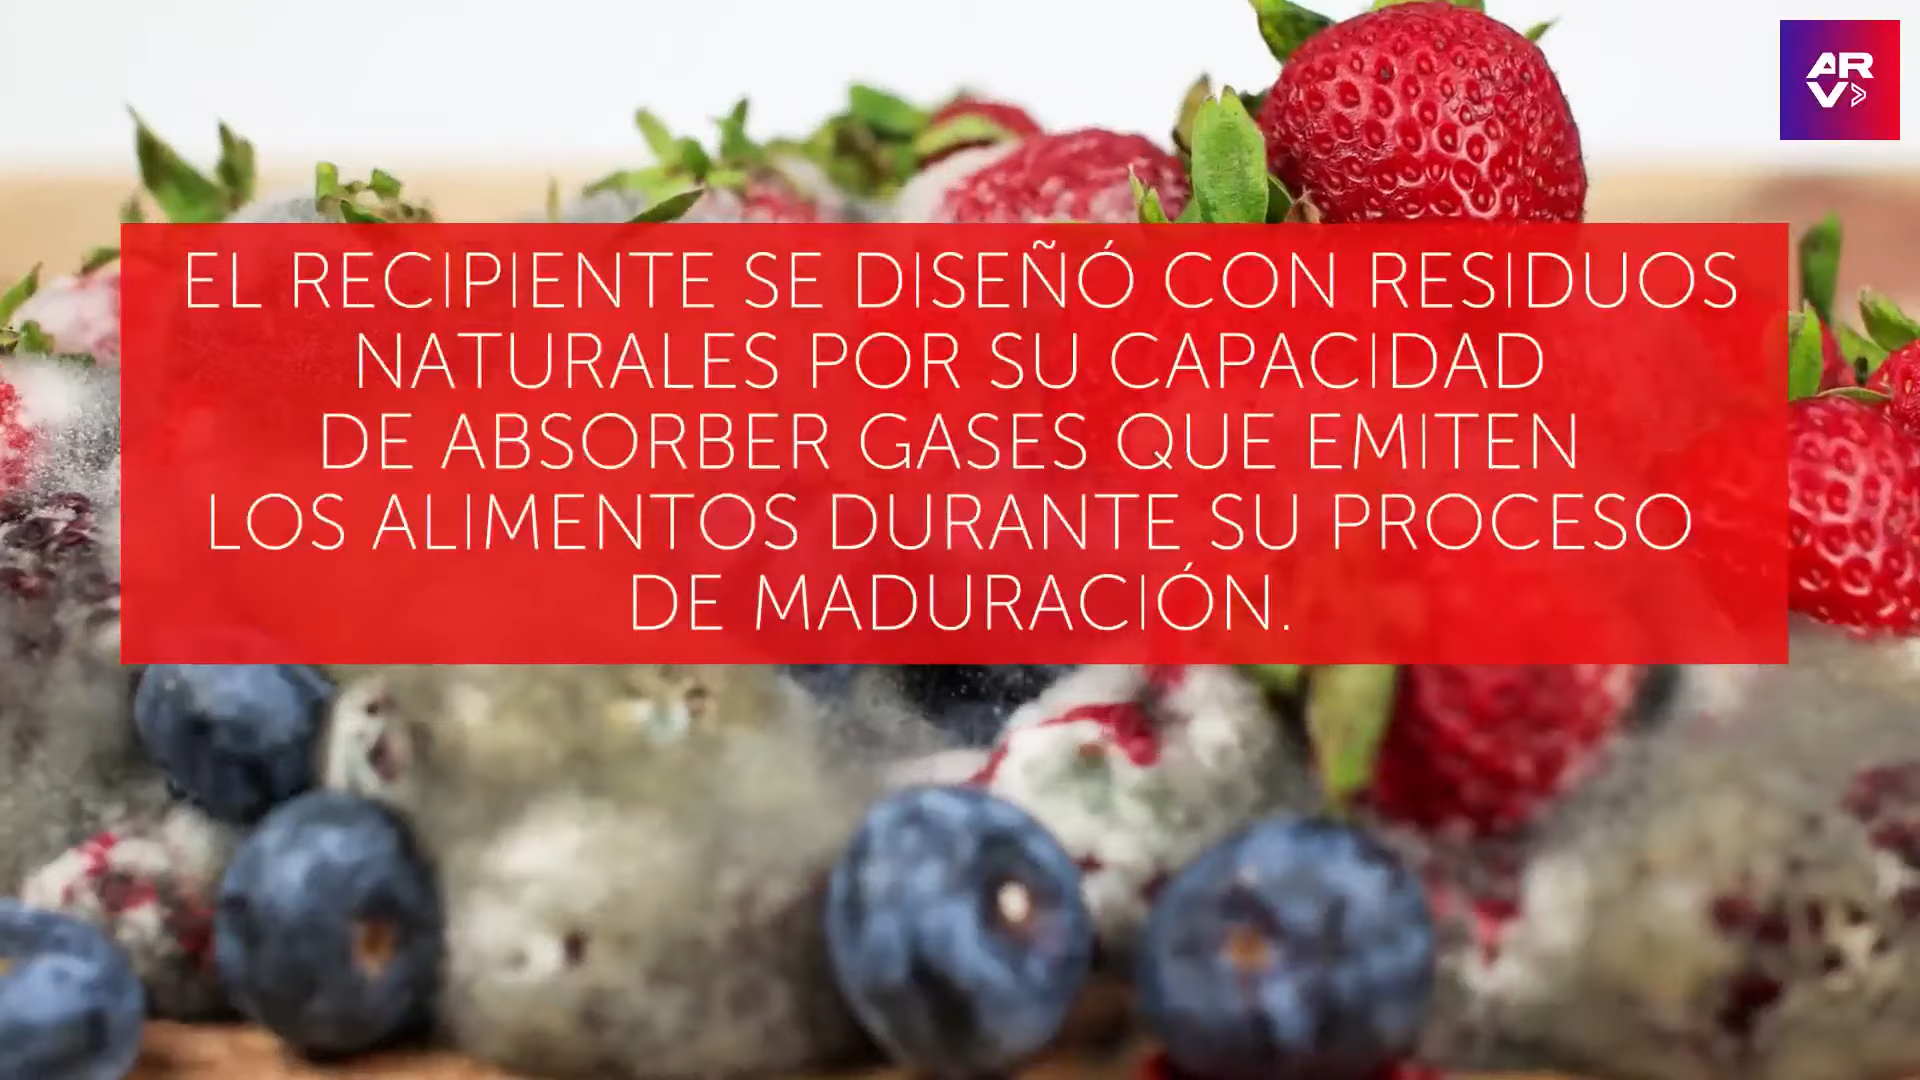 AR
V
EL RECIPIENTE SE DISEÑÓ CON RESIDUOS
NATURALES POR SU CAPACIDAD
DE ABSORBER GASES QUE EMITEN
LOS ALIMENTOS DURANTE SU PROCESO
DE MADURACIÓN.